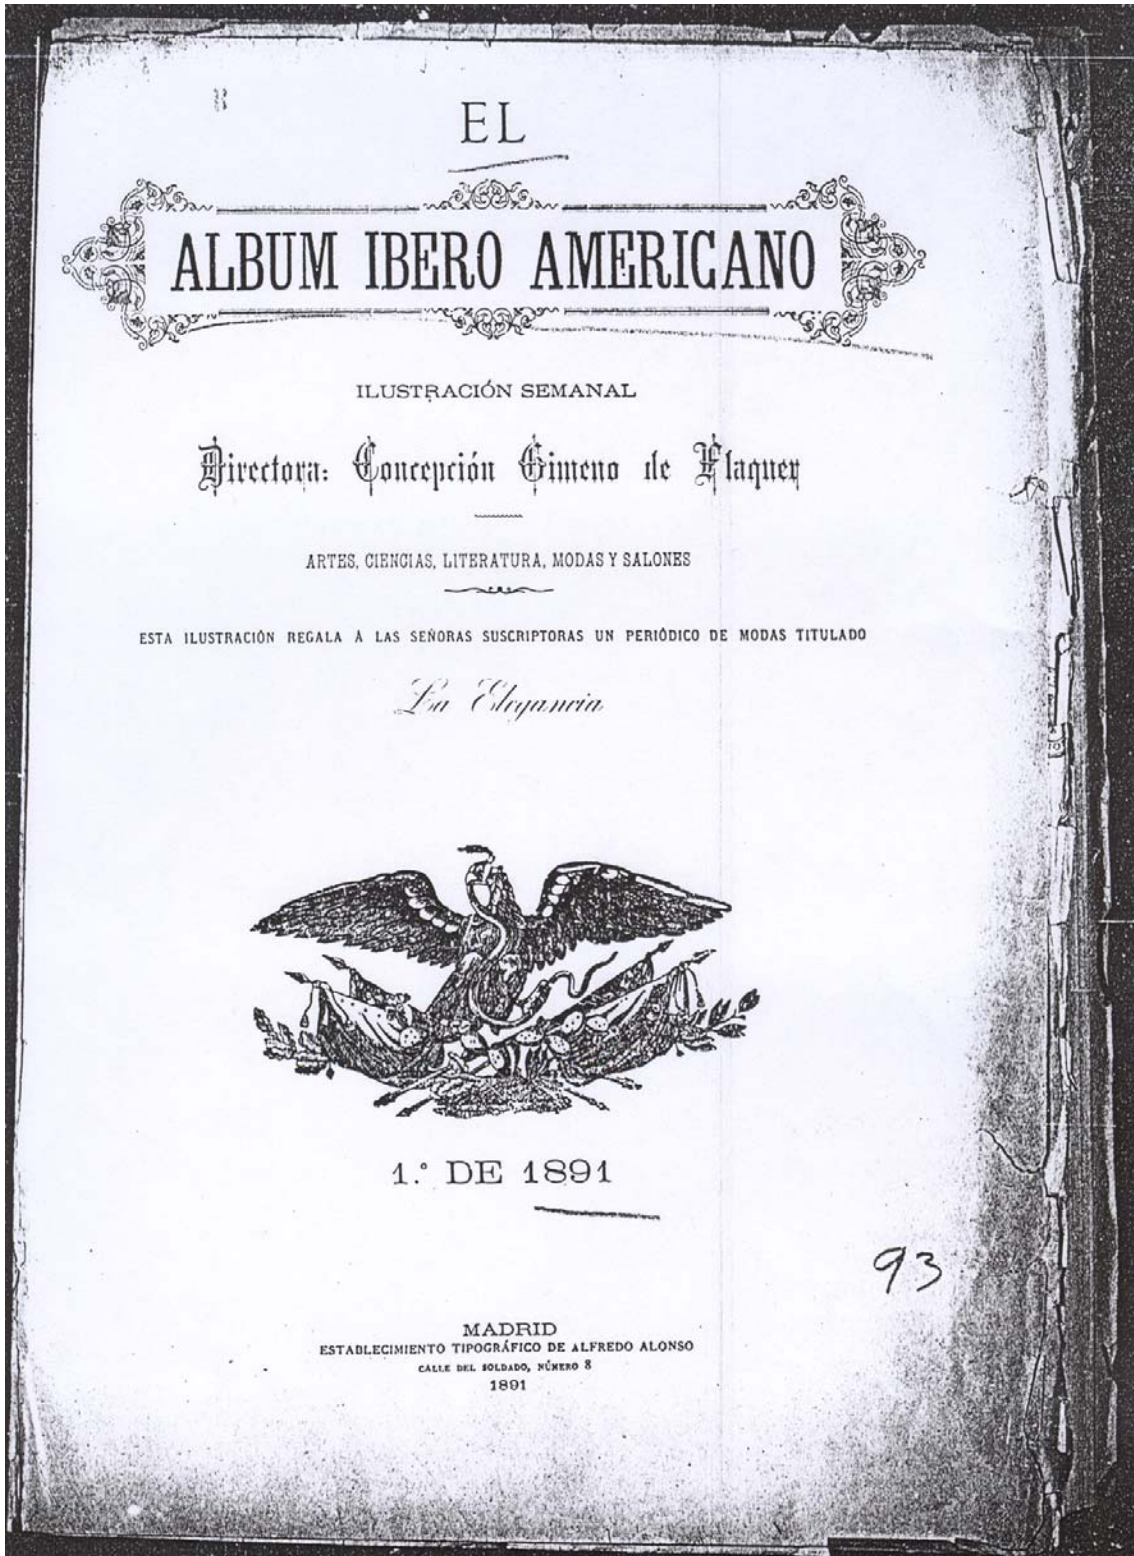 EL
ALBUM IBERO AMERICANO
ILUSTRACIÓN SEMANAL
Directora: Concepción Gimeno de Flaquer
ARTES, CIENCIAS, LITERATURA, MODAS Y SALONES
ESTA ILUSTRACIÓN REGALA Á LAS SEÑORAS SUSCRIPTORAS UN PERIÓDICO DE MODAS TITULADO
La Elegancia
1.° DE 1891
93
MADRID
ESTABLECIMIENTO TIPOGRÁFICO DE ALFREDO ALONSO
CALLE DEL SOLDADO, NÚMERO 8
1891